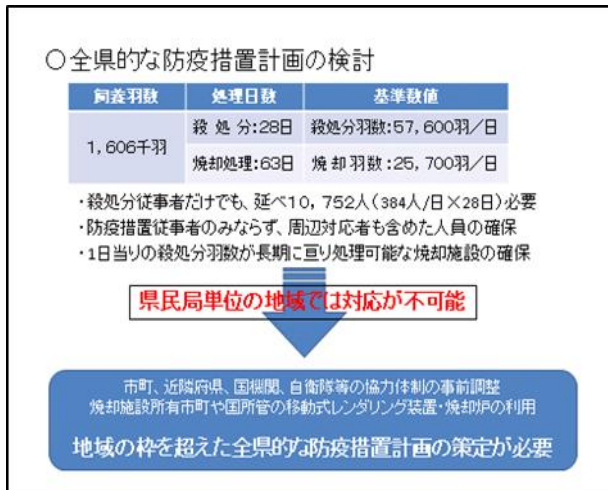 ○全県的な防疫措置計画の検討
飼養羽数 処理日数 基準数値
1,606千羽
殺処分:28日 殺処分羽数:57,600羽/日
焼却処理:63日 焼却羽数:25,700羽/日
・殺処分従事者だけでも、延べ10,752人(384人/日×28日)必要
・防疫措置従事者のみならず、周辺対応者も含めた人員の確保
・1日当りの殺処分羽数が長期に亘り処理可能な焼却施設の確保
県民局単位の地域では対応が不可能
市町、近隣府県、国機関、自衛隊等の協力体制の事前調整
焼却施設所有市町や国所管の移動式レンダリング装置・焼却炉の利用
地域の枠を超えた全県的な防疫措置計画の策定が必要